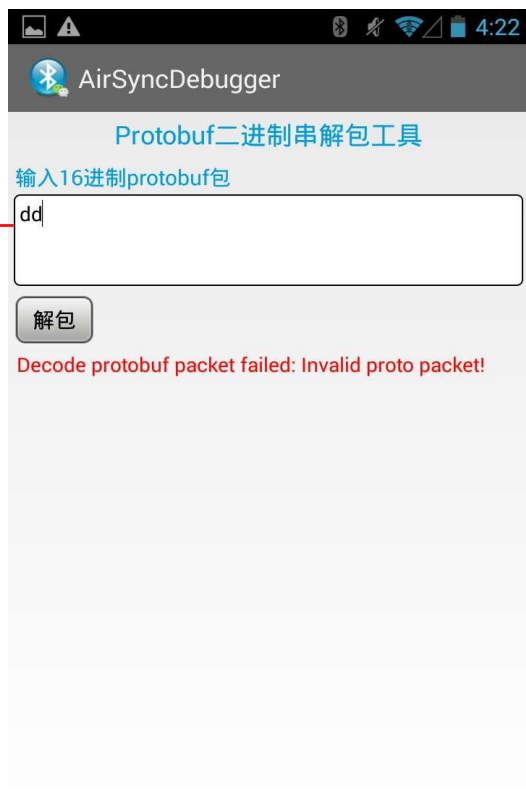 4:22
AirSyncDebugger
Protobuf二进制串解包工具
输入16进制protobuf包
dd
解包
Decode protobuf packet failed: Invalid proto packet!